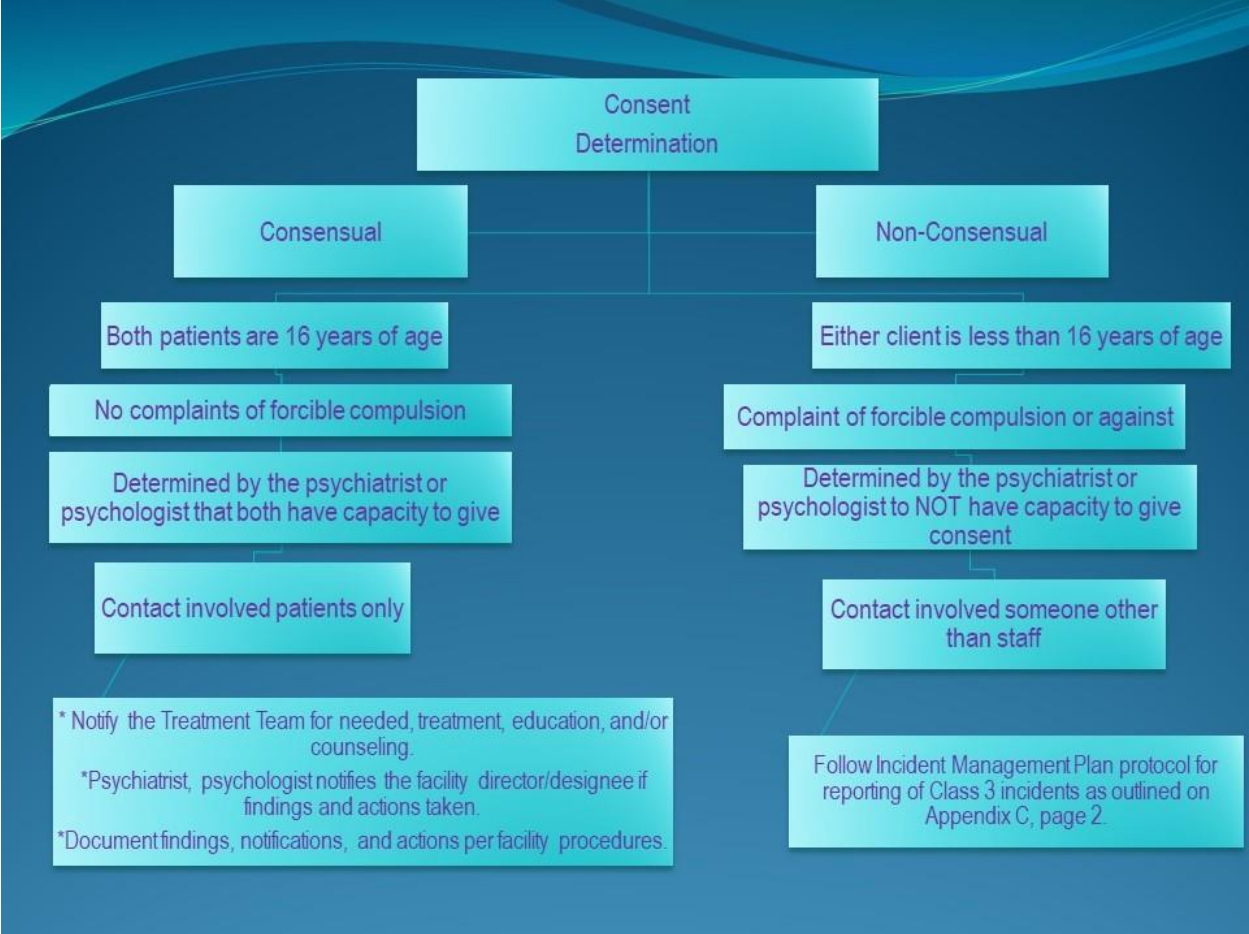 Consent
Determination
Consensual
Non-Consensual
Both patients are 16 years of age
No complaints of forcible compulsion
Determined by the psychiatrist or
psychologist that both have capacity to give
Contact involved patients only
* Notify the Treatment Team for needed, treatment, education, and/or
counseling.
*Psychiatrist, psychologist notifies the facility director/designee if
findings and actions taken.
*Document findings, notifications, and actions per facility procedures.
Either client is less than 16 years of age
Complaint of forcible compulsion or against
Determined by the psychiatrist or
psychologist to NOT have capacity to give
consent
Contact involved someone other
than staff
Follow Incident Management Plan protocol for
reporting of Class 3 incidents as outlined on
Appendix C, page 2.